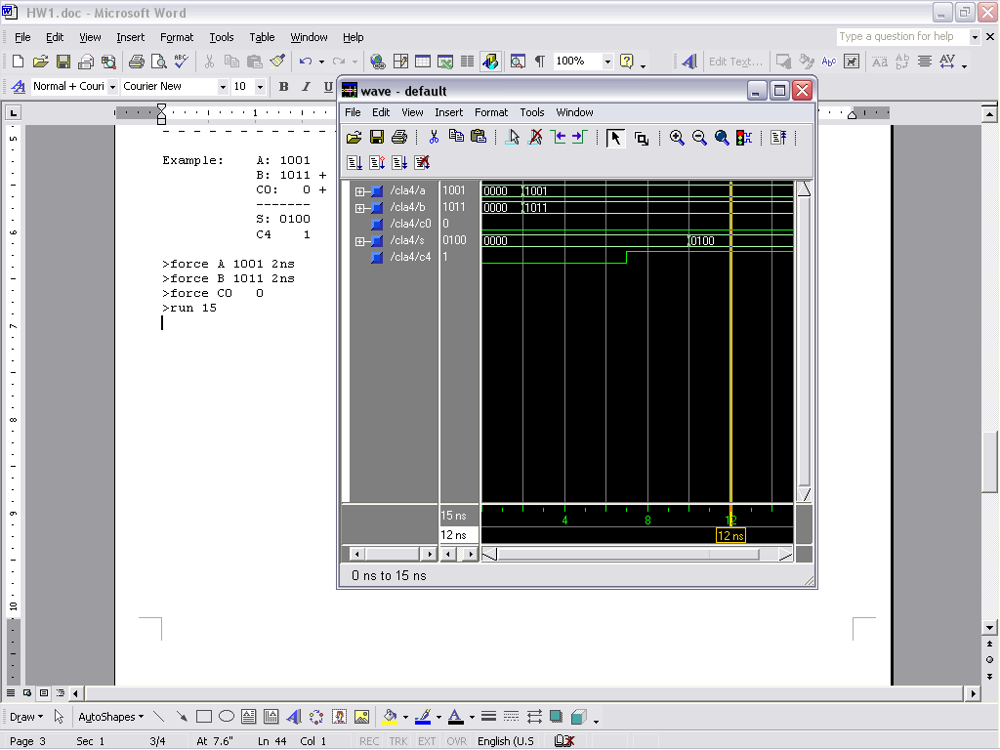 HW1.doc - Microsoft Word
File Edit View Insert Format Tools Table Window Help
Type a question for help
100%
Edit Text...
Normal + Couri
Courier New
10
B I U
Example: A: 1001
B: 1011 +
C0: 0 +
-------
S: 0100
C4 1
>force A 1001 2ns
>force B 1011 2ns
>force C0 0
>run 15
wave - default
File Edit View Insert Format Tools Window
/cla4/a 1001 0000 1001
/cla4/b 1011 0000 1011
/cla4/c0 0
/cla4/s 0100 0000 0100
/cla4/c4 1
15 ns 4 8 12
12 ns 12 ns
0 ns to 15 ns
Draw AutoShapes
Page 3 Sec 1 3/4 At 7.6" Ln 44 Col 1 REC TRK EXT OVR English (U.S